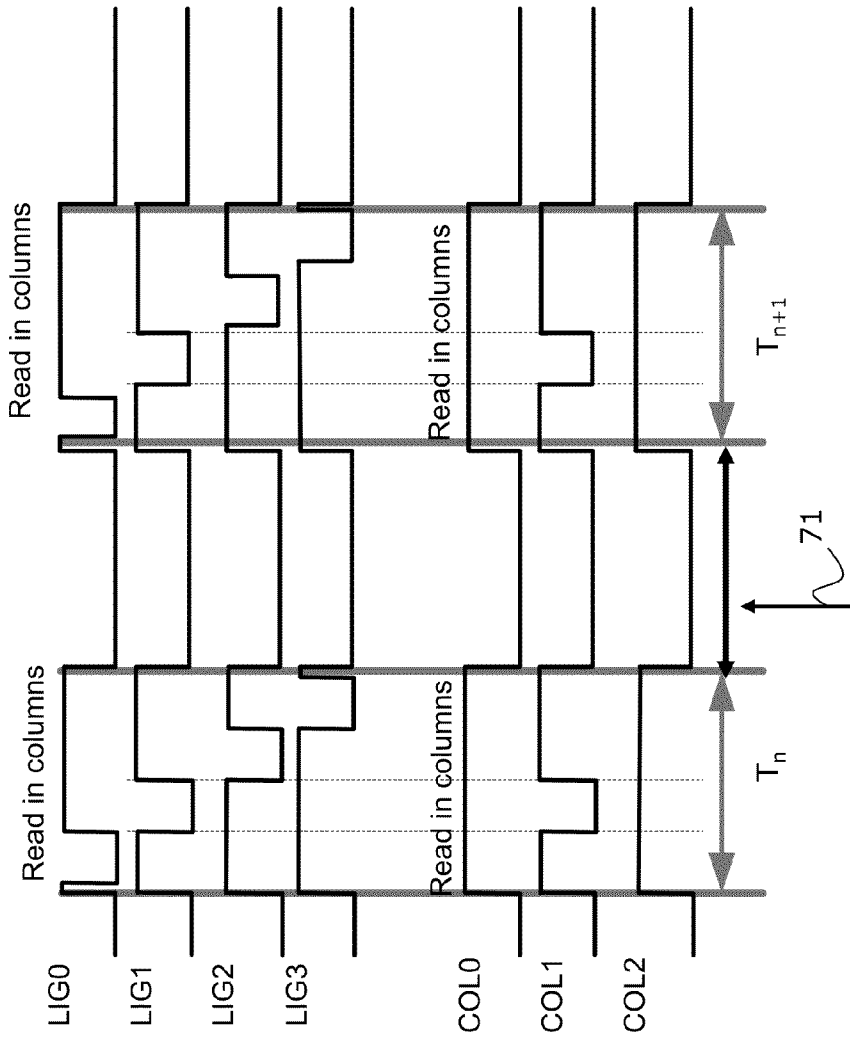 Read in columns
Read in columns
LIG0
LIG1
LIG2
LIG3
Read in columns
Read in columns
COL0
COL1
COL2
Tn
Tn+1
71